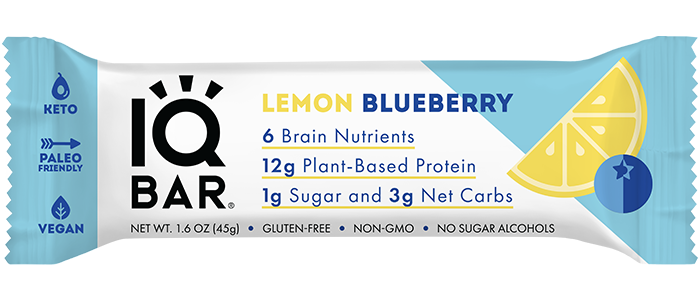 KETO
PALEO
FRIENDLY
VEGAN
IQ
BAR®
LEMON BLUEBERRY
6 Brain Nutrients
12g Plant-Based Protein
1g Sugar and 3g Net Carbs
NET WT. 1.6 OZ (45g) • GLUTEN-FREE • NON-GMO • NO SUGAR ALCOHOLS